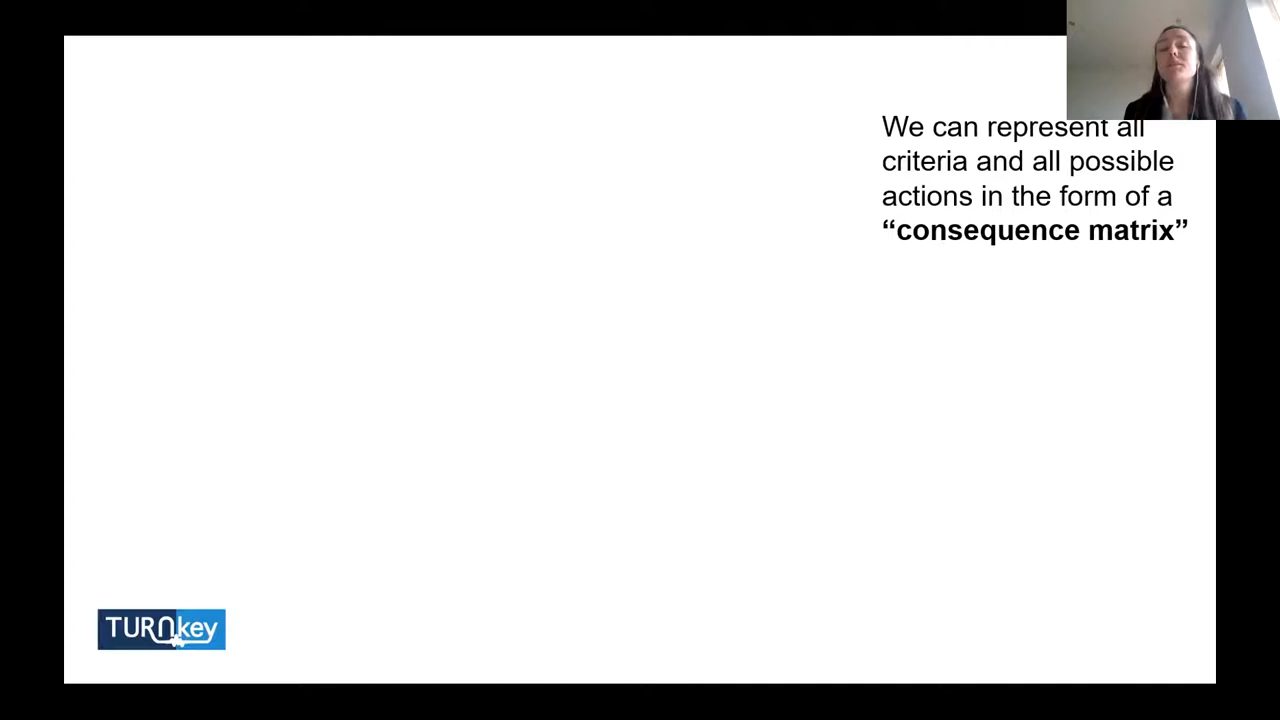 We can represent all
criteria and all possible
actions in the form of a
“consequence matrix”
TURNkey